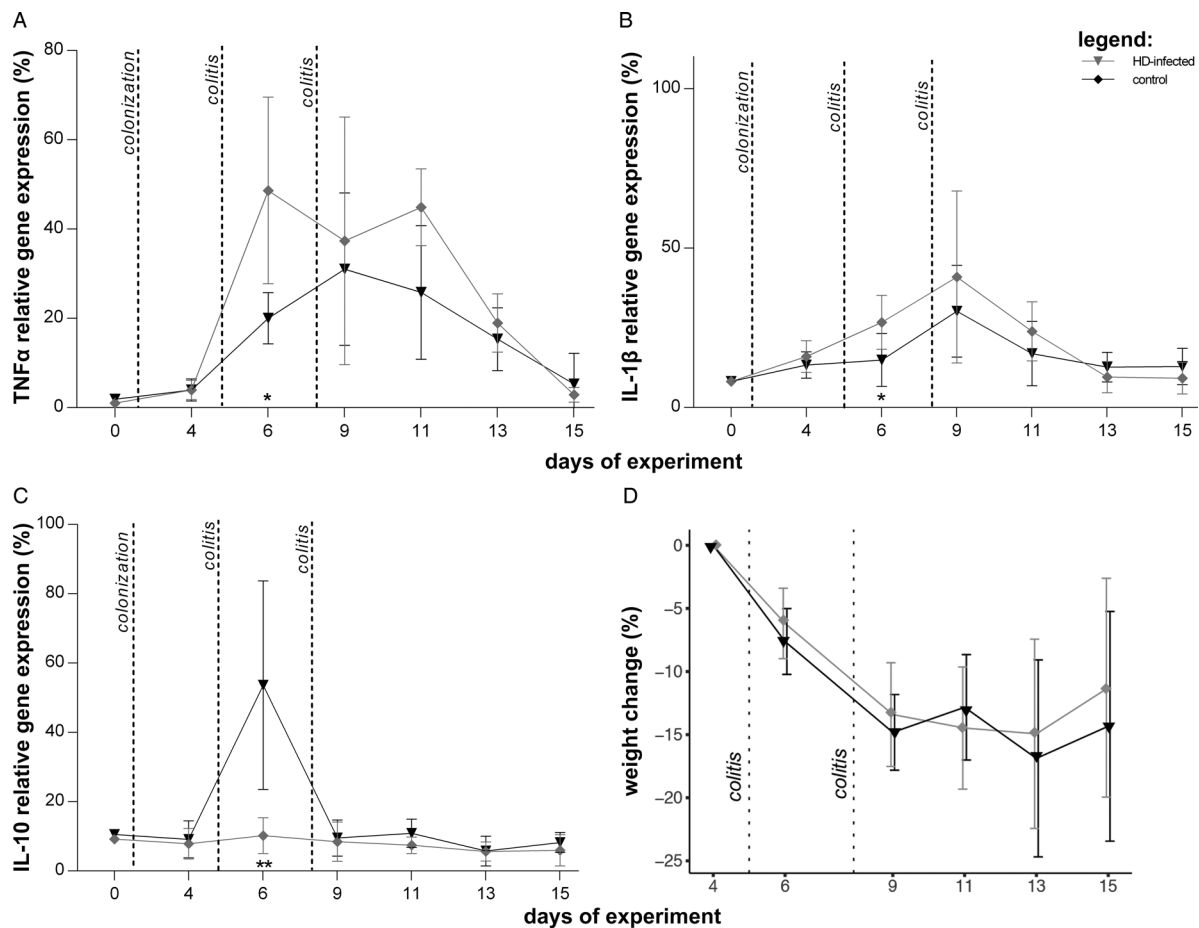 A
TNFα relative gene expression (%)
80
60
40
20
0
colonization
colitis
colitis
*
0 4 6 9 11 13 15
B
legend:
HD-infected
control
IL-1β relative gene expression (%)
100
50
0
colonization
colitis
colitis
*
0 4 6 9 11 13 15
days of experiment
C
IL-10 relative gene expression (%)
100
80
60
40
20
0
colonization
colitis
colitis
**
0 4 6 9 11 13 15
D
weight change (%)
0
−5
−10
−15
−20
−25
colitis
colitis
4 6 9 11 13 15
days of experiment